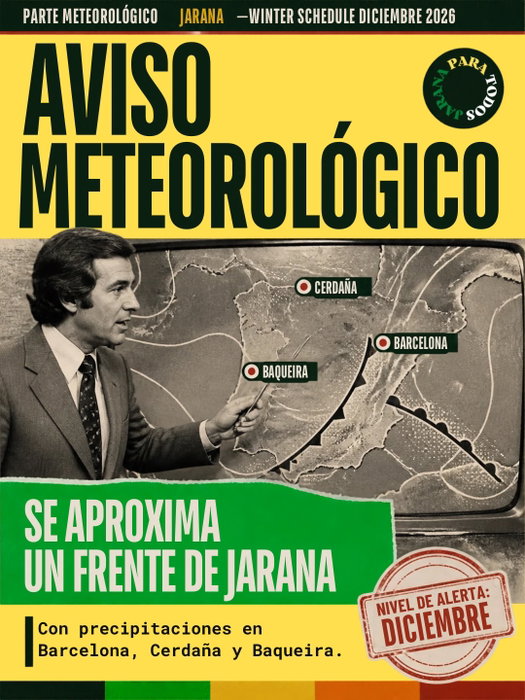 PARTE METEOROLÓGICO JARANA —WINTER SCHEDULE DICIEMBRE 2026
AVISO
METEOROLÓGICO
JARANA PARA TODOS
CERDAÑA
BARCELONA
BAQUEIRA
SE APROXIMA
UN FRENTE DE JARANA
NIVEL DE ALERTA:
DICIEMBRE
Con precipitaciones en
Barcelona, Cerdaña y Baqueira.